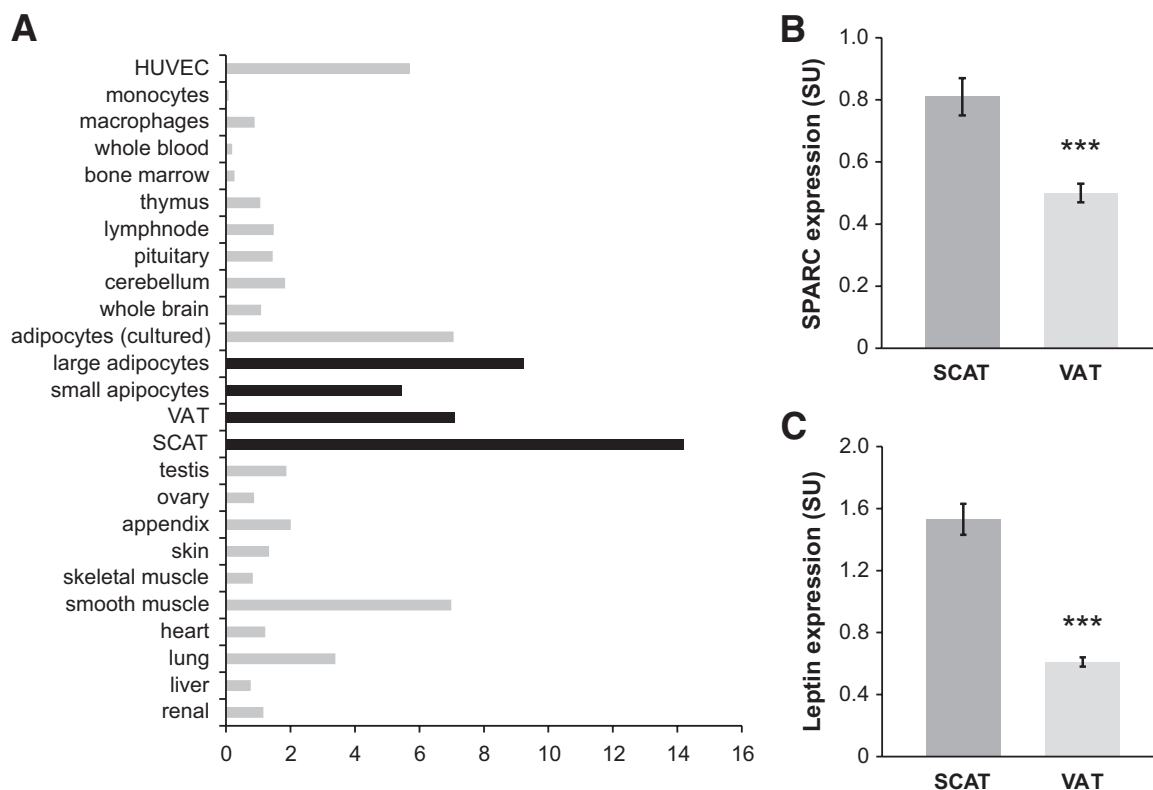 A
HUVEC
monocytes
macrophages
whole blood
bone marrow
thymus
lymphnode
pituitary
cerebellum
whole brain
adipocytes (cultured)
large adipocytes
small apipocytes
VAT
SCAT
testis
ovary
appendix
skin
skeletal muscle
smooth muscle
heart
lung
liver
renal
0 2 4 6 8 10 12 14 16
B
SPARC expression (SU)
1.0
0.8
0.6
0.4
0.2
0
***
SCAT VAT
C
Leptin expression (SU)
2.0
1.6
1.2
0.8
0.4
0
***
SCAT VAT